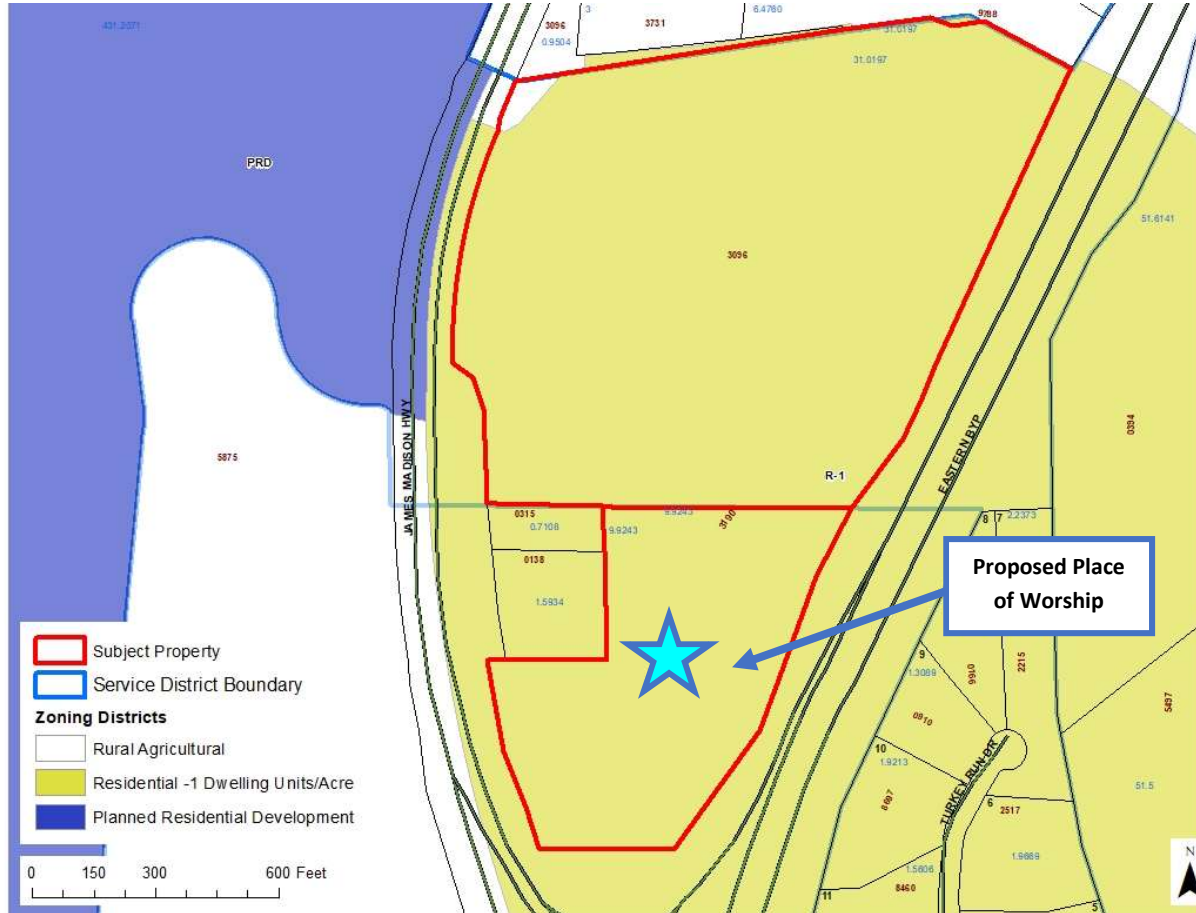 431.2071
3
6.4760
3096
3731
0.9504
9788
31.0197
31.0197
PRD
51.6141
3096
JAMES MADISON HWY
5875
R-1
EASTERN BYP
0394
0315
9.9243
3190
0.7108
9.9243
8
7
2.2373
0138
1.5934
Proposed Place
of Worship
9
1.3089
0166
2215
5497
0810
10
1.9213
8697
TURKEY RUN DR
6
2517
51.5
1.9669
1.5606
8460
11
5
Subject Property
Service District Boundary
Zoning Districts
Rural Agricultural
Residential -1 Dwelling Units/Acre
Planned Residential Development
0 150 300 600 Feet
N